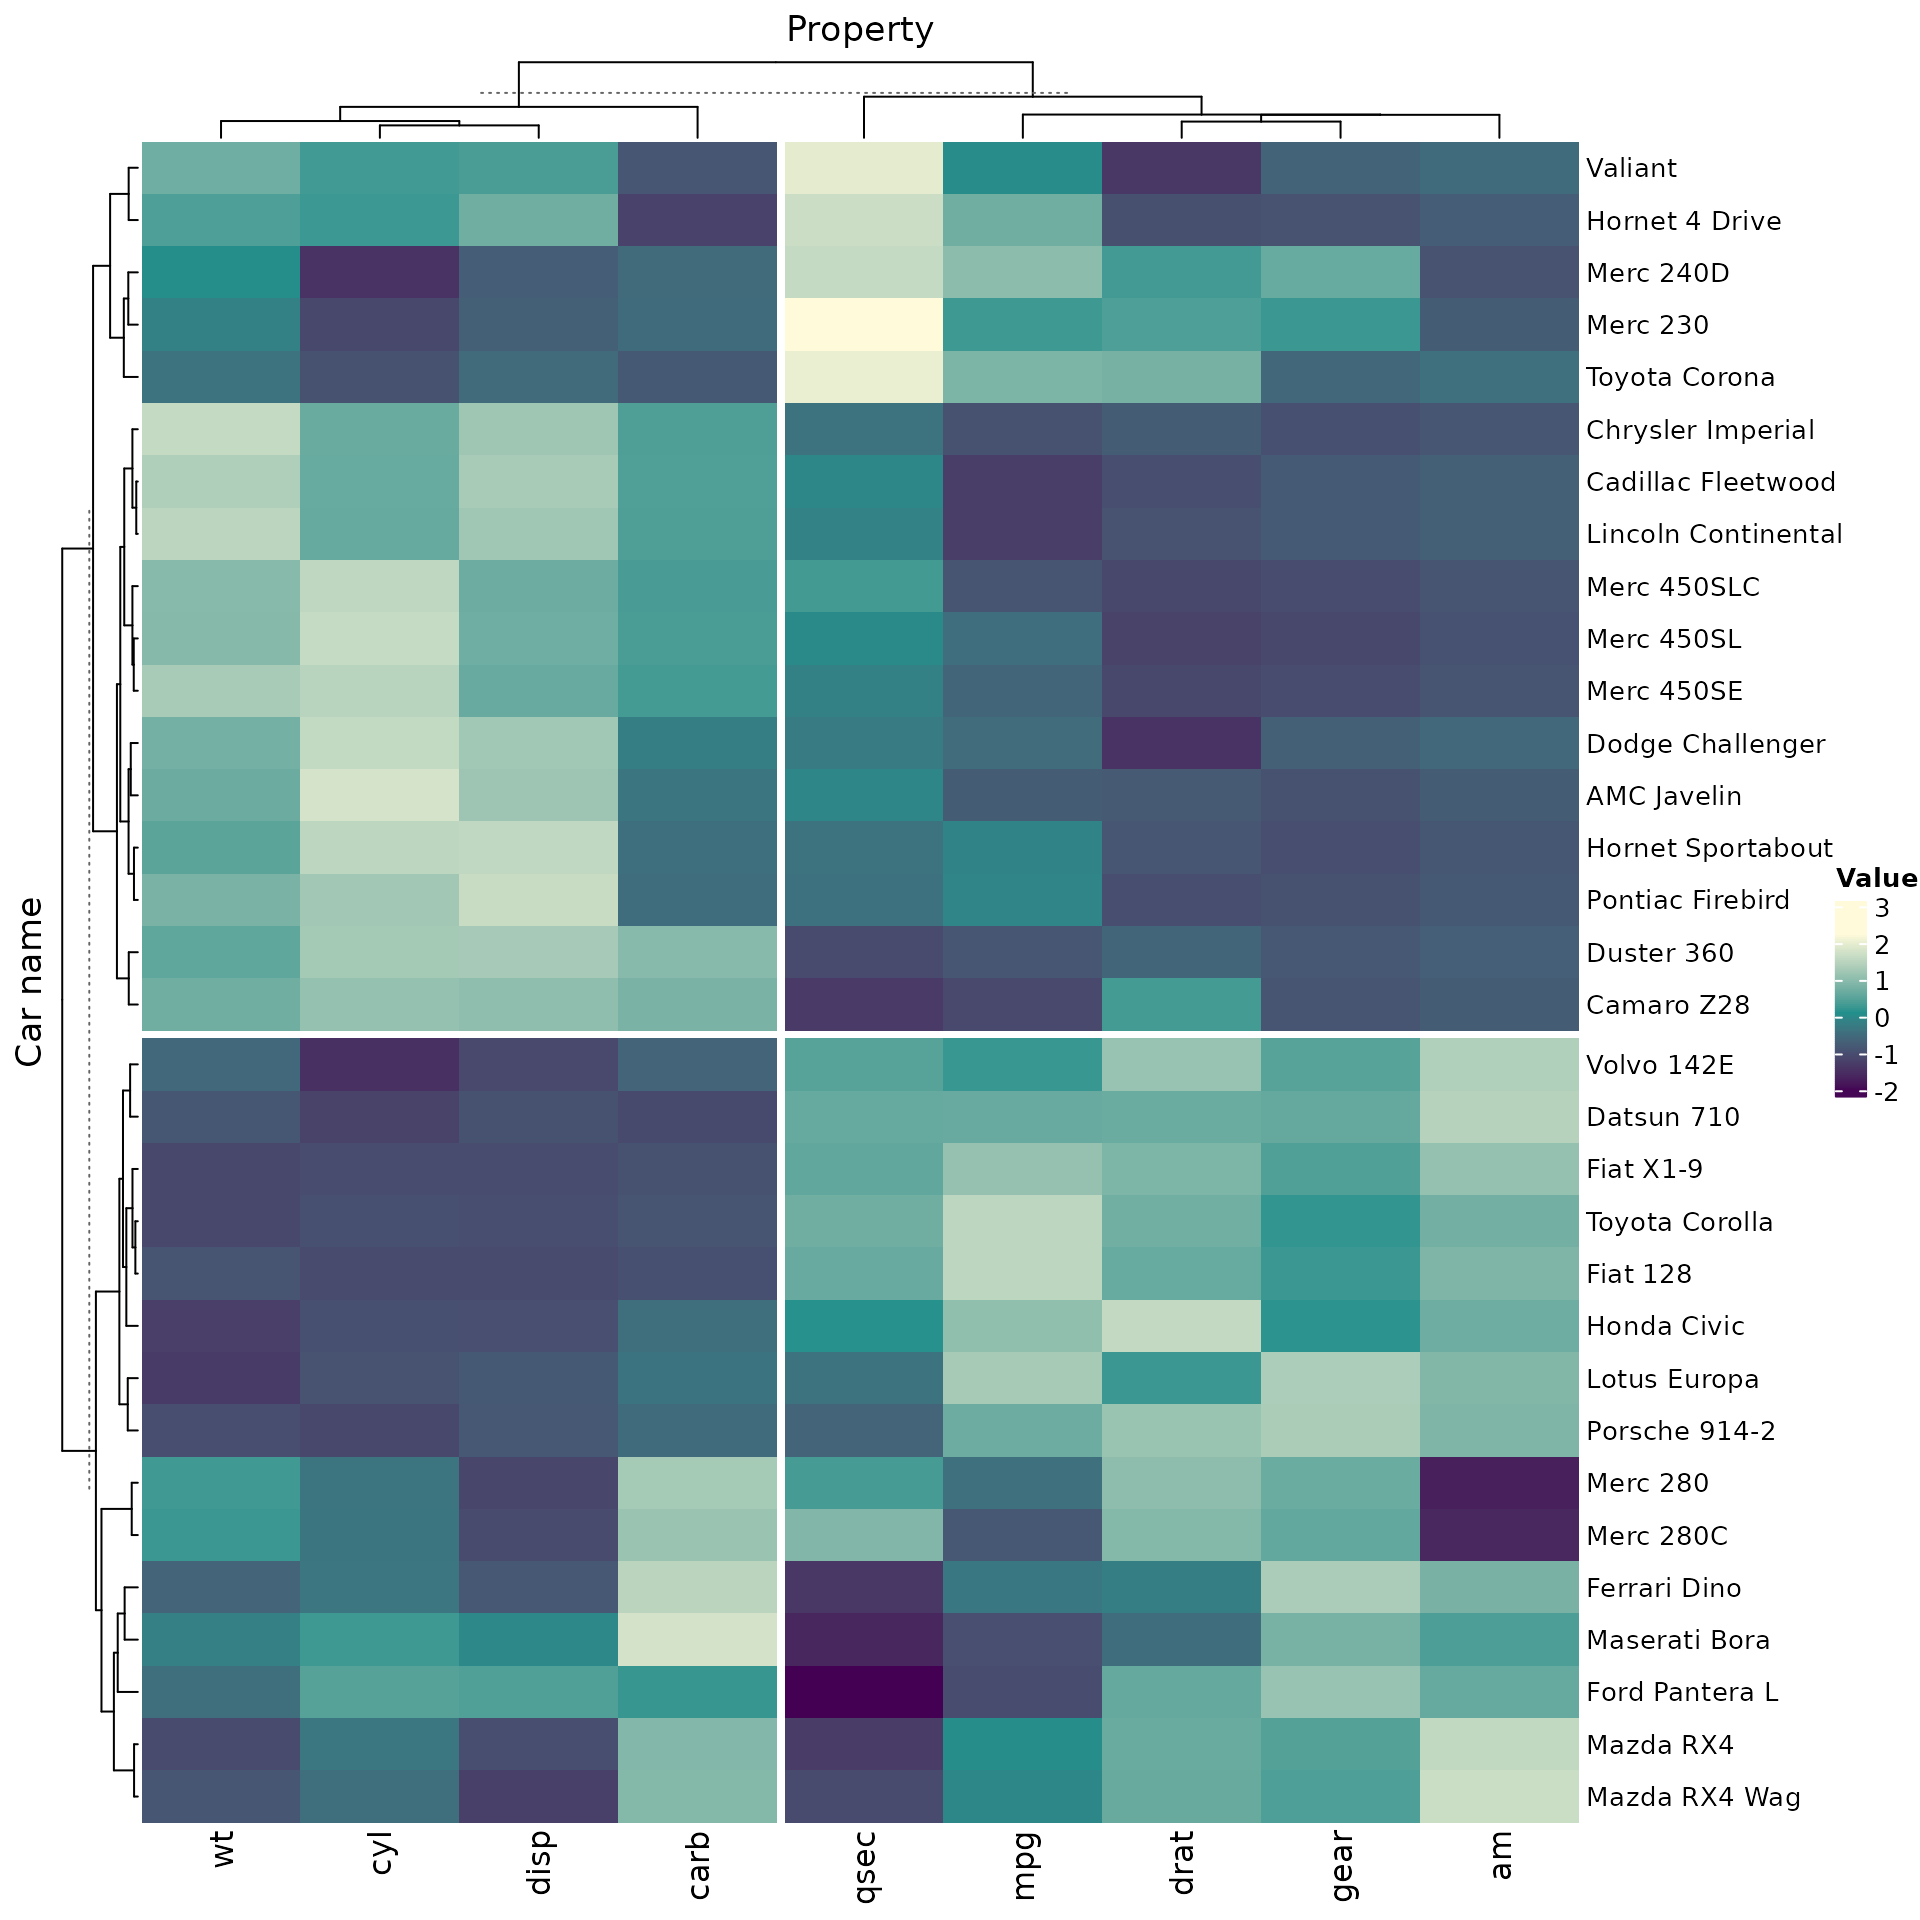 Property
Valiant
Hornet 4 Drive
Merc 240D
Merc 230
Toyota Corona
Chrysler Imperial
Cadillac Fleetwood
Lincoln Continental
Merc 450SLC
Merc 450SL
Merc 450SE
Dodge Challenger
AMC Javelin
Hornet Sportabout
Pontiac Firebird
Duster 360
Camaro Z28
Volvo 142E
Datsun 710
Fiat X1-9
Toyota Corolla
Fiat 128
Honda Civic
Lotus Europa
Porsche 914-2
Merc 280
Merc 280C
Ferrari Dino
Maserati Bora
Ford Pantera L
Mazda RX4
Mazda RX4 Wag
Car name
wt
cyl
disp
carb
qsec
mpg
drat
gear
am
Value
3
2
1
0
-1
-2